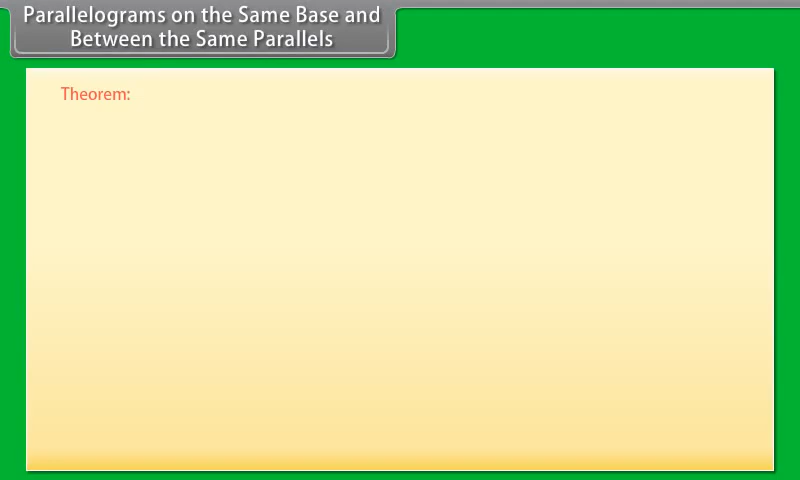 Parallelograms on the Same Base and
Between the Same Parallels
Theorem: